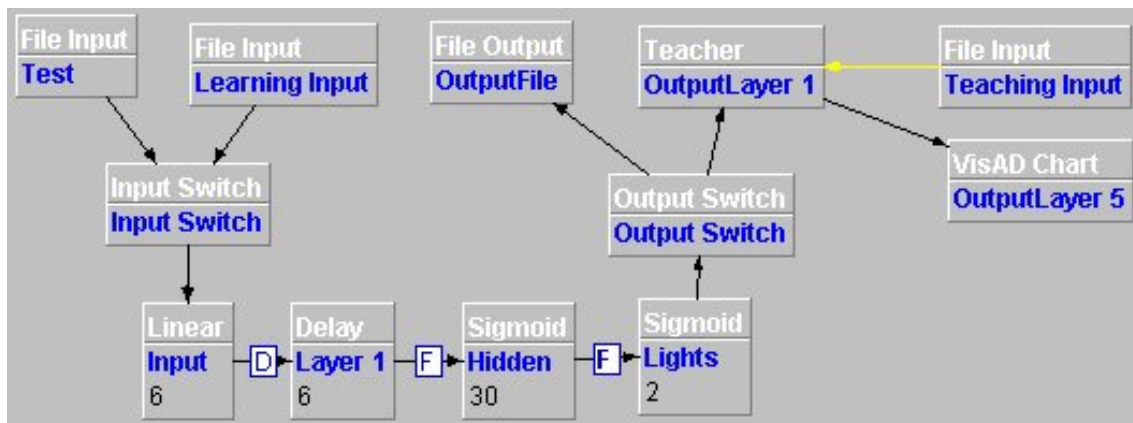 File Input
Test
File Input
Learning Input
File Output
OutputFile
Teacher
OutputLayer 1
File Input
Teaching Input
VisAD Chart
OutputLayer 5
Input Switch
Input Switch
Output Switch
Output Switch
Linear
Input
6
D
Delay
Layer 1
6
F
Sigmoid
Hidden
30
F
Sigmoid
Lights
2